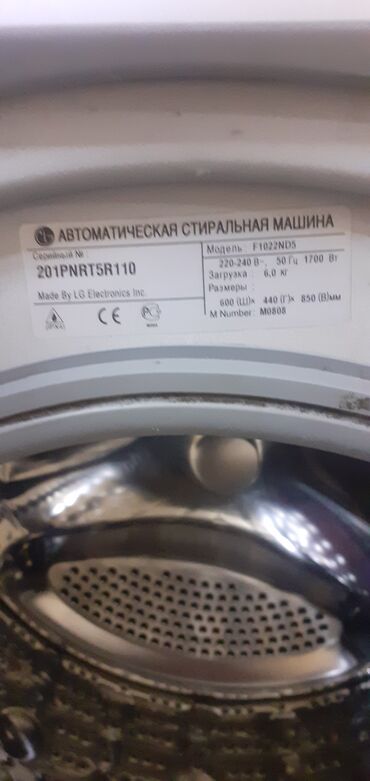 LG АВТОМАТИЧЕСКАЯ СТИРАЛЬНАЯ МАШИНА
Серийный № :
201PNRT5R110
Made By LG Electronics Inc.
Модель : F1022ND5
220-240 В~, 50 Гц 1700 Вт
Загрузка : 6.0 кг
Размеры :
600 (Ш)× 440 (Г)× 850 (В)мм
M Number: M0808
CE